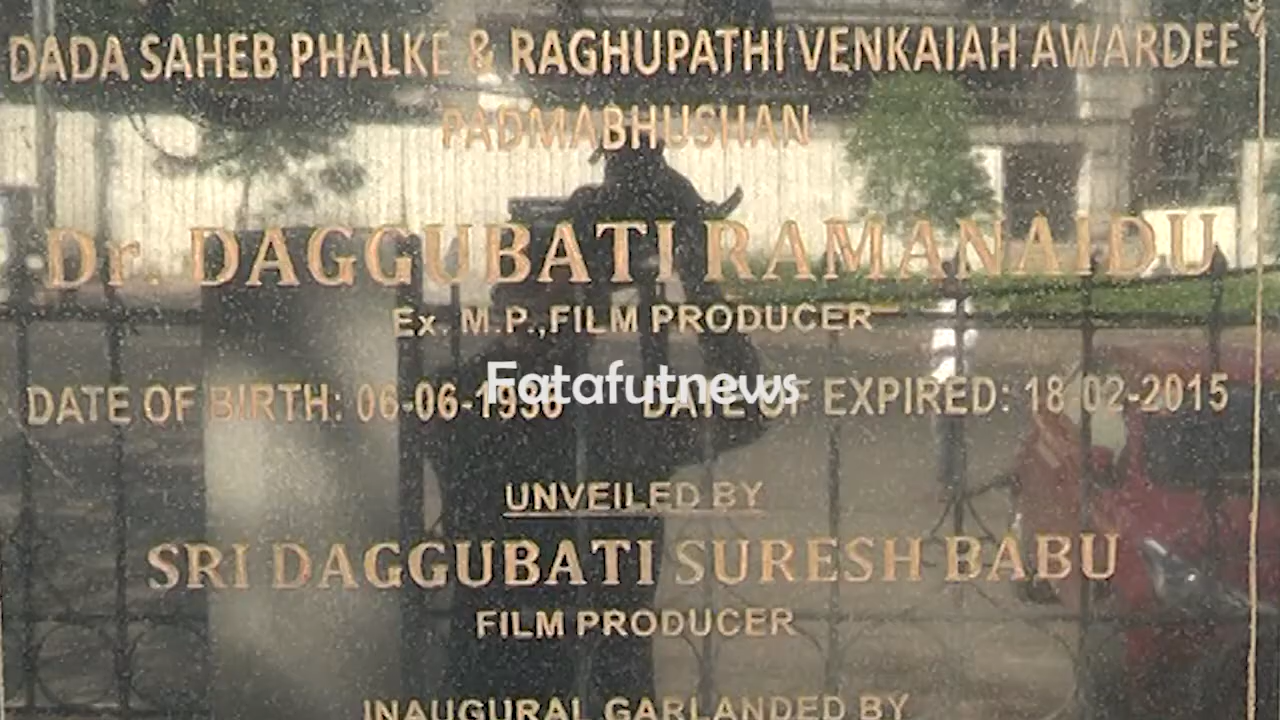 DADA SAHEB PHALKE & RAGHUPATHI VENKAIAH AWARDEE
PADMABHUSHAN
Dr. DAGGUBATI RAMANAIDU
Ex. M.P.,FILM PRODUCER
Fatafutnews
DATE OF BIRTH: 06-06-1936 DATE OF EXPIRED: 18-02-2015
UNVEILED BY
SRI DAGGUBATI SURESH BABU
FILM PRODUCER
INAUGURAL GARLANDED BY